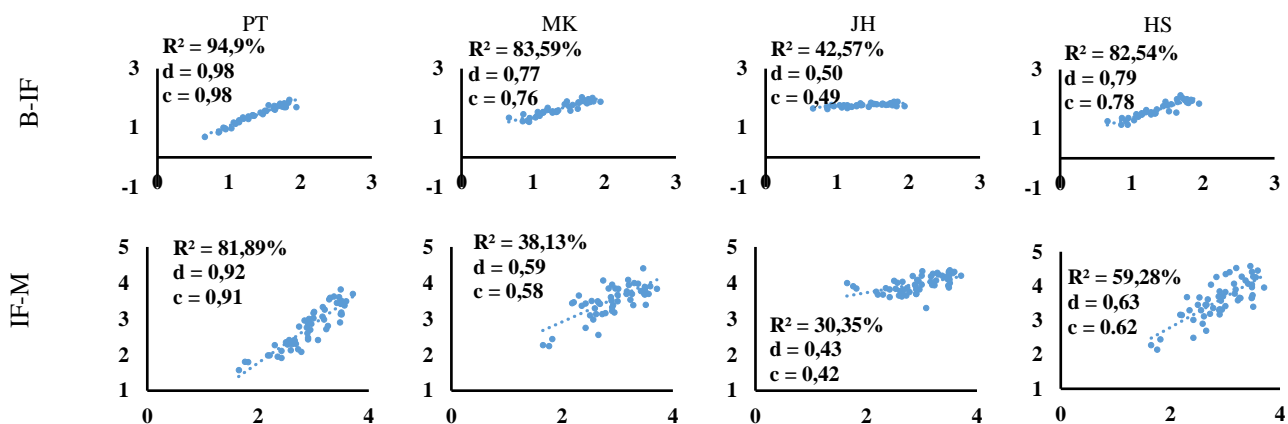 PT
MK
JH
HS
B-IF
R² = 94,9%
d = 0,98
c = 0,98
3
2
1
-1
0
1
2
3
R² = 83,59%
d = 0,77
c = 0,76
3
1
-1
0
1
2
3
R² = 42,57%
d = 0,50
c = 0,49
3
1
-1
0
1
2
3
R² = 82,54%
d = 0,79
c = 0.78
3
1
-1
0
1
2
3
IF-M
R² = 81,89%
d = 0,92
c = 0,91
5
4
3
2
1
0
2
4
R² = 38,13%
d = 0,59
c = 0,58
5
4
3
2
1
0
2
4
R² = 30,35%
d = 0,43
c = 0,42
5
4
3
2
1
0
2
4
R² = 59,28%
d = 0,63
c = 0.62
5
4
3
2
1
0
2
4